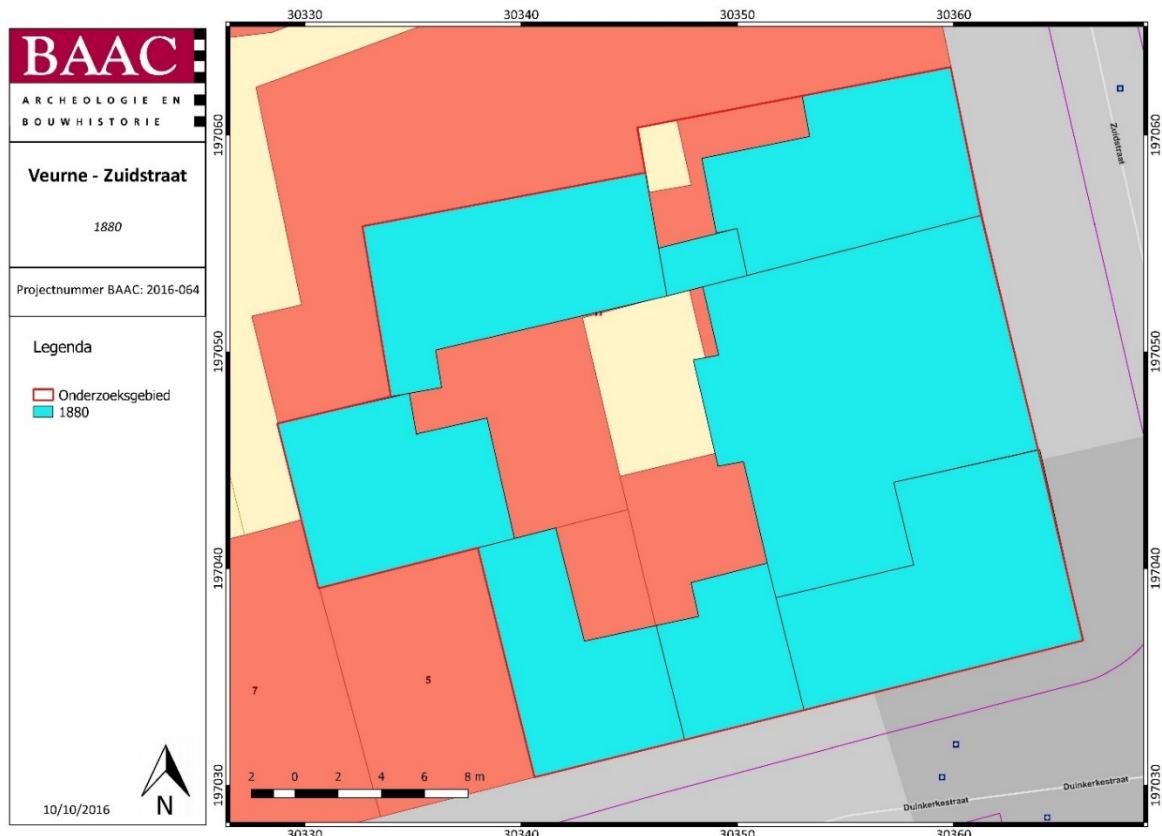 BAAC
ARCHEOLOGIE EN
BOUWHISTORIE
Veurne - Zuidstraat
1880
Projectnummer BAAC: 2016-064
Legenda
Onderzoeksgebied
1880
N
10/10/2016
30330 30340 30350 30360
197060 197060
197050 197050
197040 197040
197030 197030
30330 30340 30350 30360
Zuidstraat
5
7
2 0 2 4 6 8 m
Duinkerkestraat
Duinkerkestraat